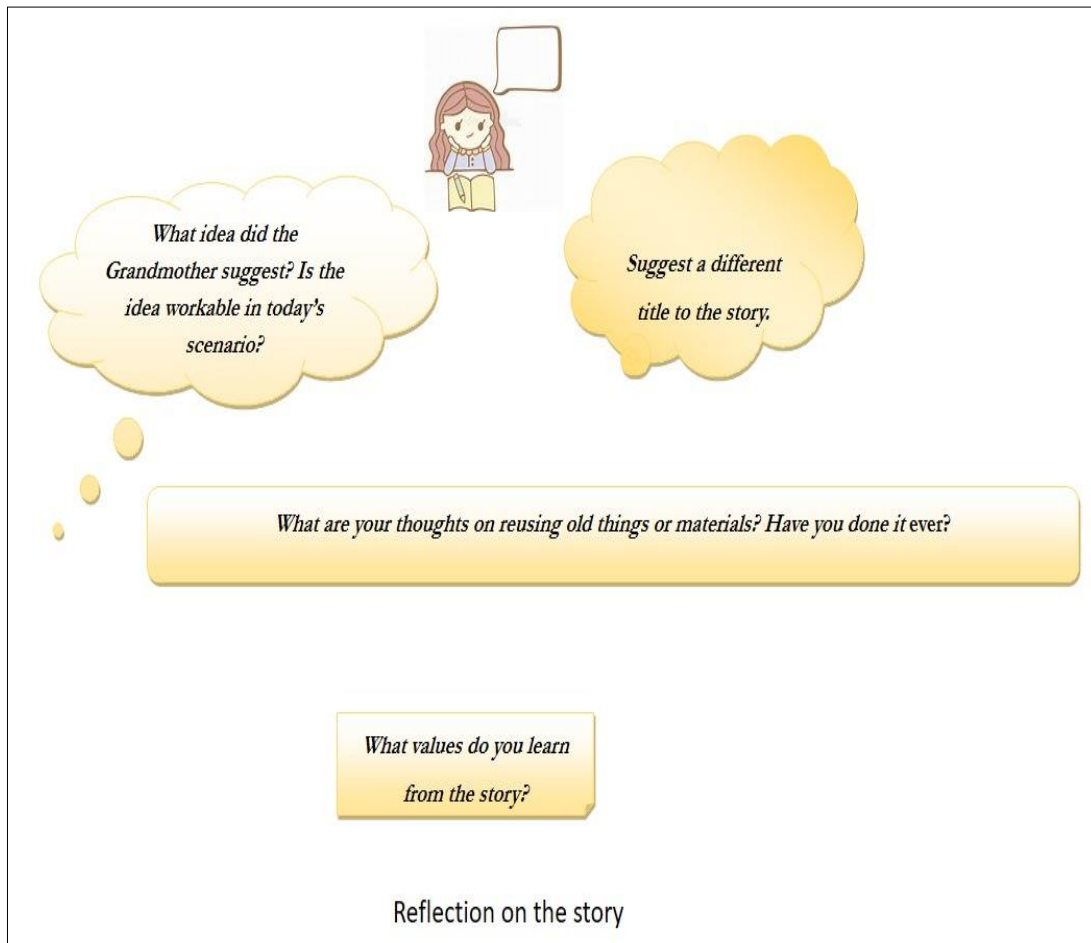 What idea did the
Grandmother suggest? Is the
idea workable in today's
scenario?
Suggest a different
title to the story.
What are your thoughts on reusing old things or materials? Have you done it ever?
What values do you learn
from the story?
Reflection on the story